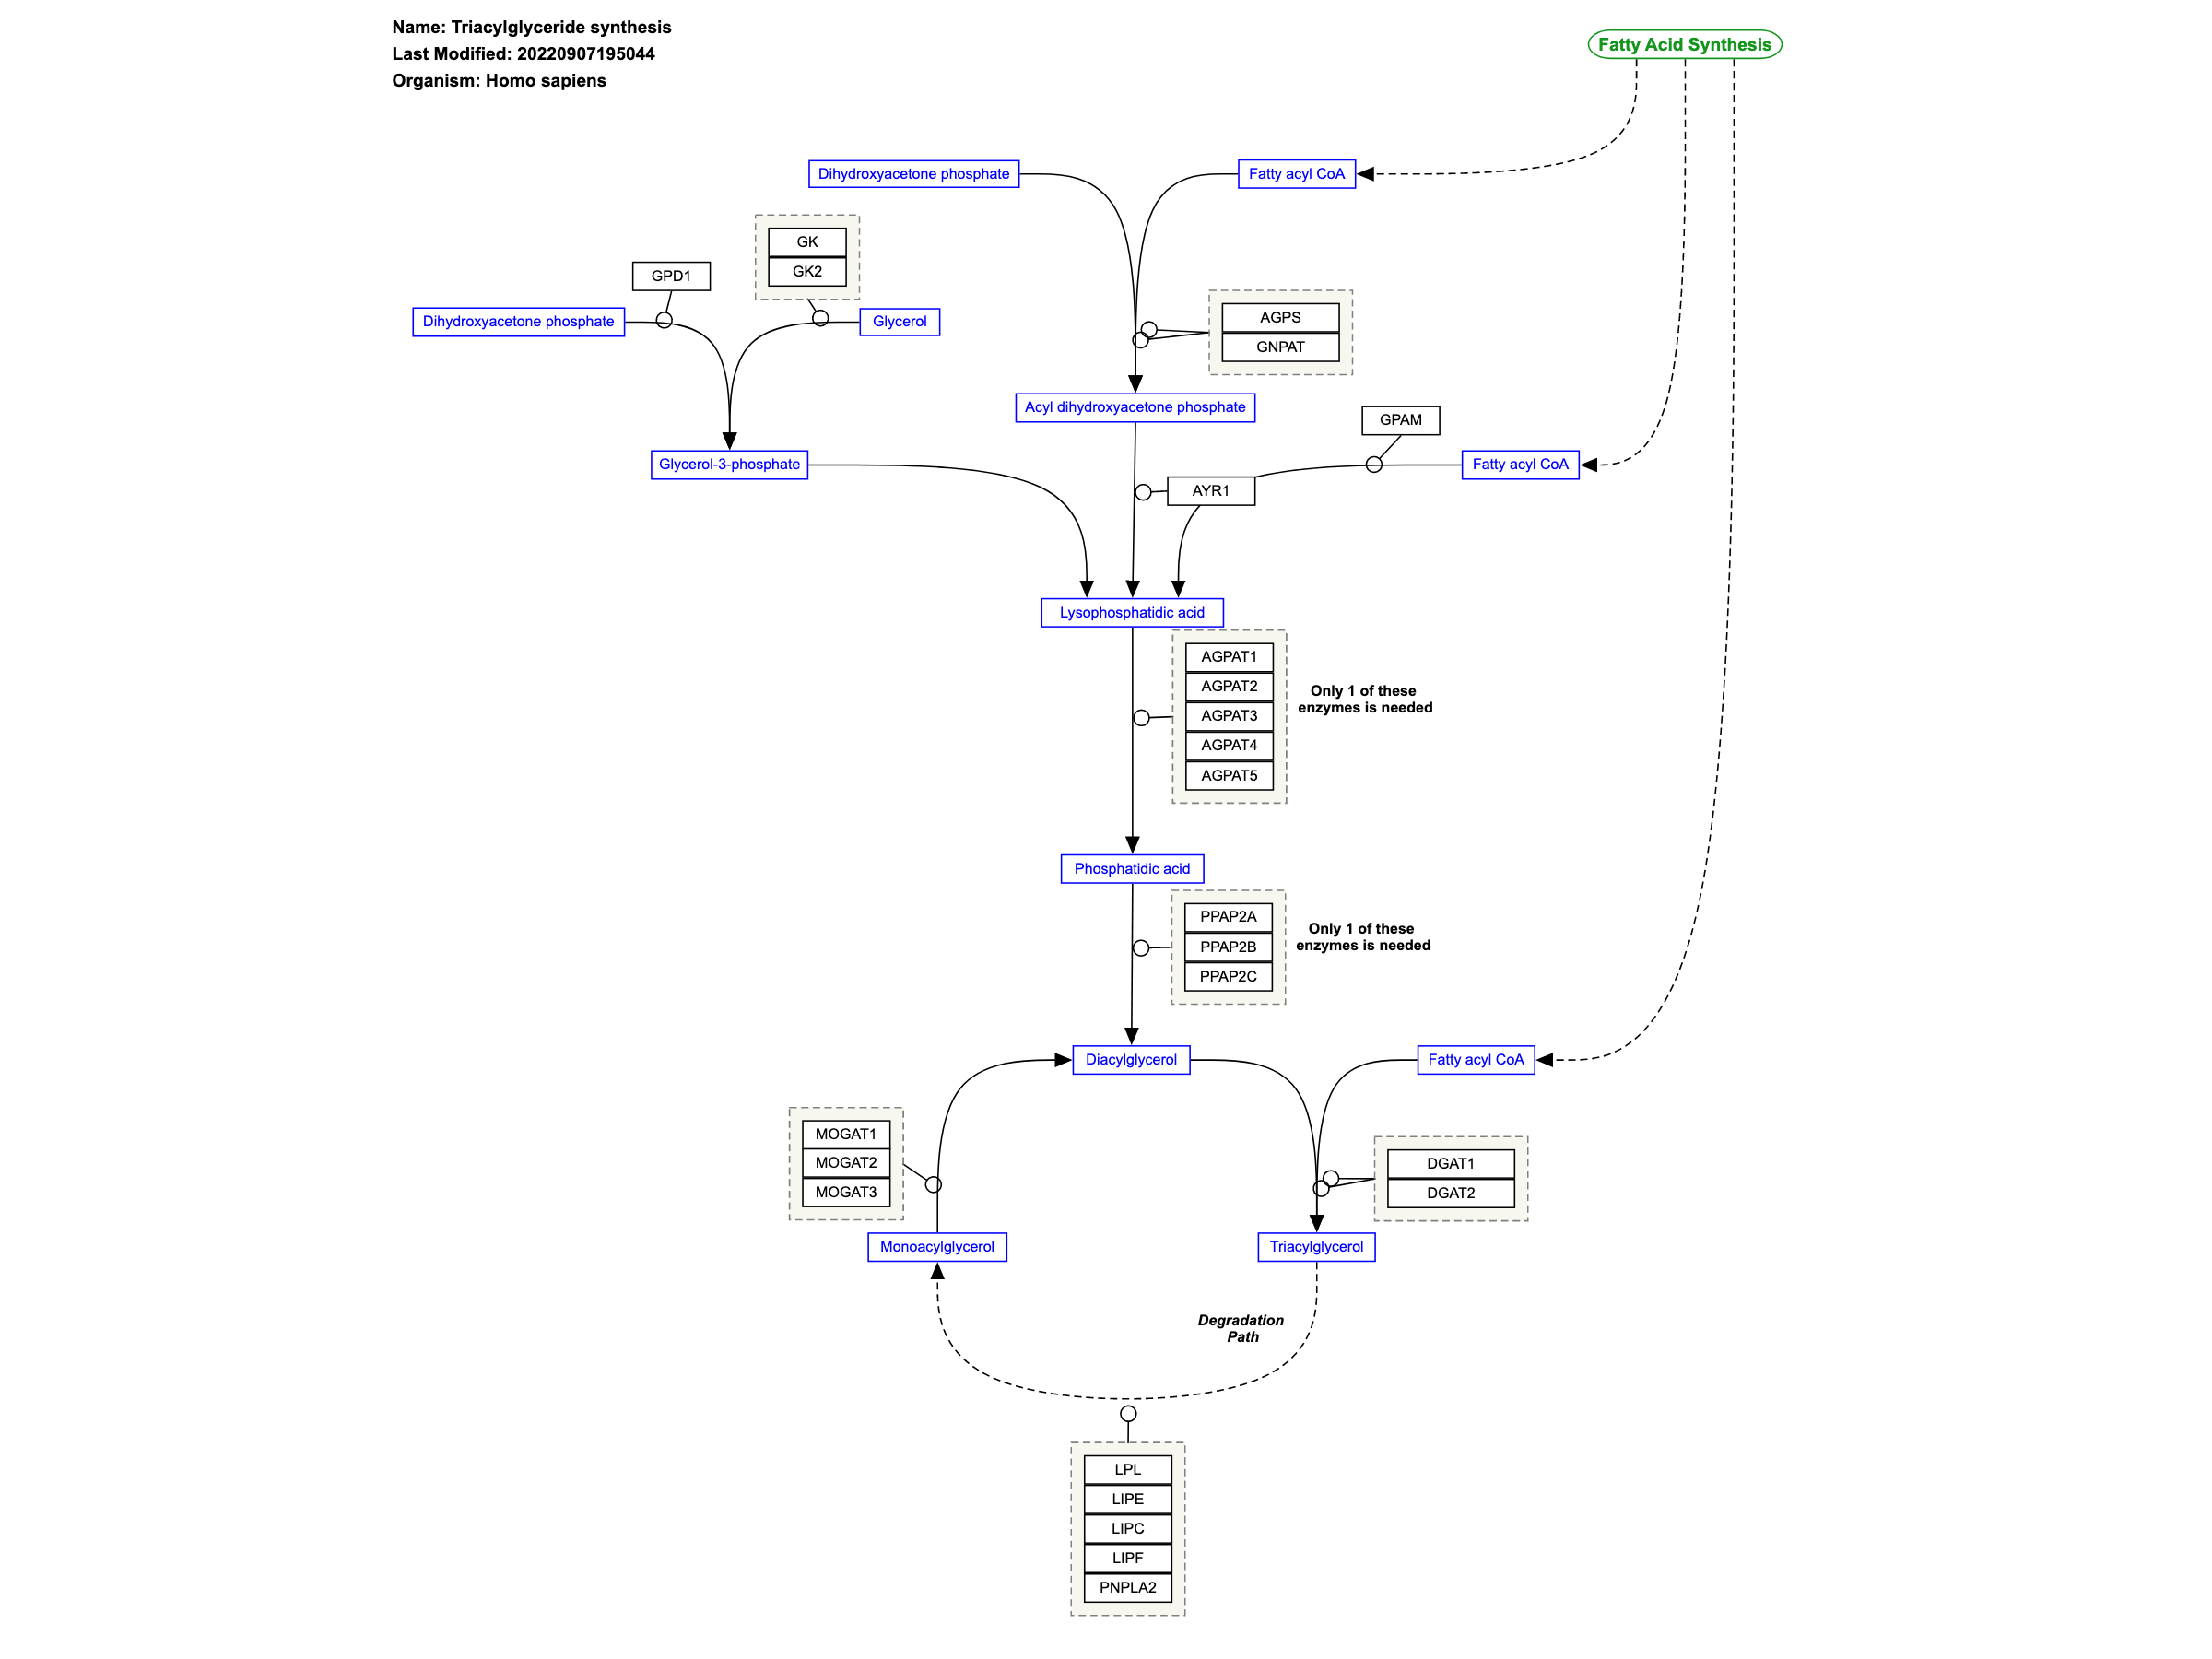 Name: Triacylglyceride synthesis
Last Modified: 20220907195044
Organism: Homo sapiens
Fatty Acid Synthesis
Dihydroxyacetone phosphate
Fatty acyl CoA
GK
GK2
GPD1
Dihydroxyacetone phosphate
Glycerol
AGPS
GNPAT
Acyl dihydroxyacetone phosphate
GPAM
Glycerol-3-phosphate
Fatty acyl CoA
AYR1
Lysophosphatidic acid
AGPAT1
AGPAT2
AGPAT3
AGPAT4
AGPAT5
Only 1 of these
enzymes is needed
Phosphatidic acid
PPAP2A
PPAP2B
PPAP2C
Only 1 of these
enzymes is needed
Diacylglycerol
Fatty acyl CoA
MOGAT1
MOGAT2
MOGAT3
DGAT1
DGAT2
Monoacylglycerol
Triacylglycerol
Degradation
Path
LPL
LIPE
LIPC
LIPF
PNPLA2